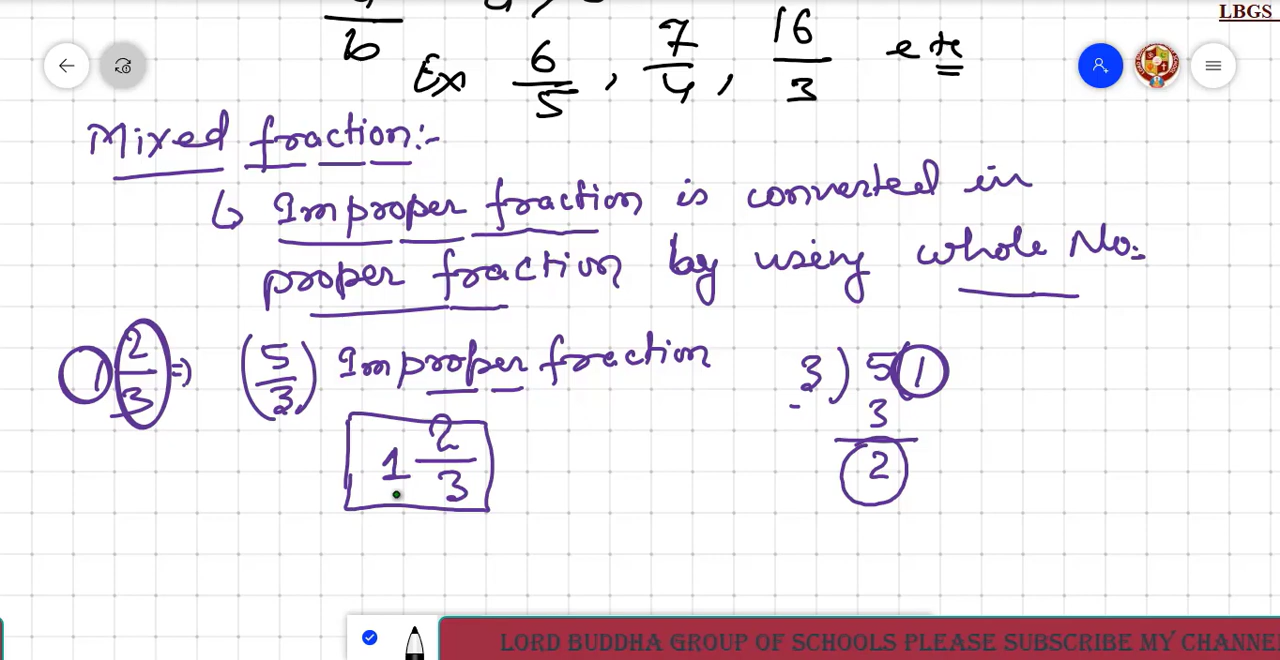 LBGS
b
Ex 6/5 , 7/4 , 16/3 etc
Mixed fraction:-
↳ Improper fraction is converted in
proper fraction by using whole No.
1 2/3 ⇒ (5/3) Improper fraction
3) 5 ( 1
3
2
1 2/3
LORD BUDDHA GROUP OF SCHOOLS PLEASE SUBSCRIBE MY CHANNE